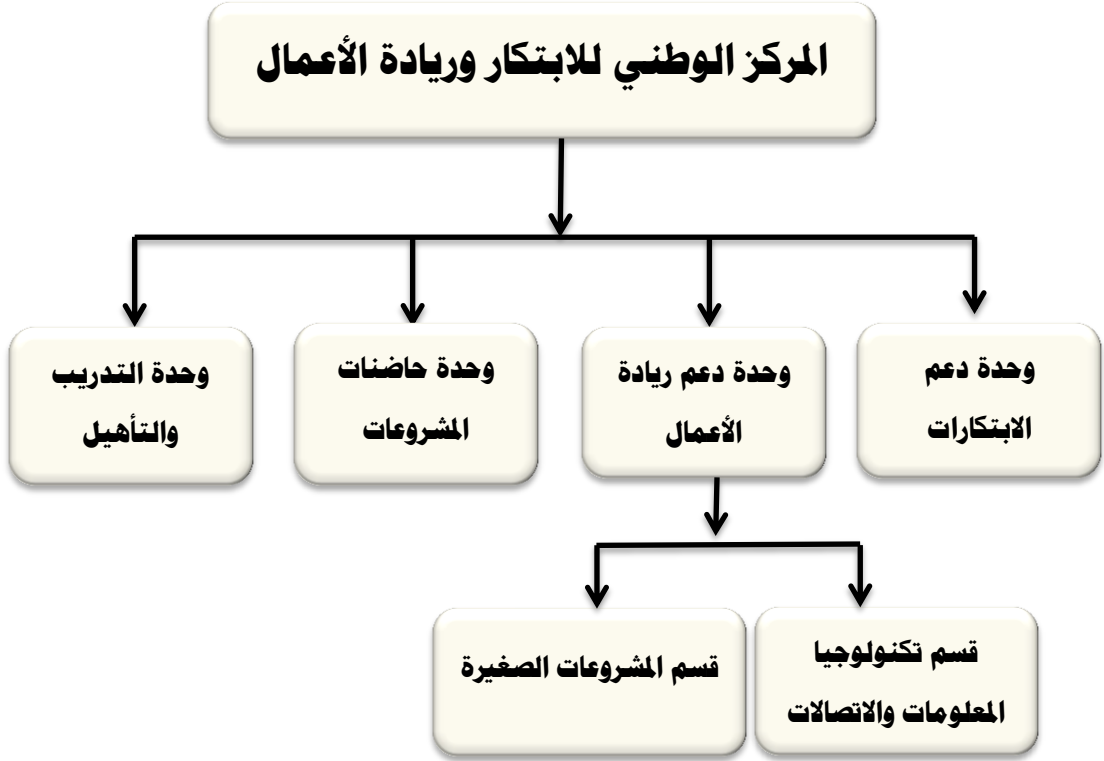 المركز الوطني للابتكار وريادة الأعمال
وحدة دعم
الابتكارات
وحدة دعم ريادة
الأعمال
وحدة حاضنات
المشروعات
وحدة التدريب
والتأهيل
قسم تكنولوجيا
المعلومات والاتصالات
قسم المشروعات الصغيرة